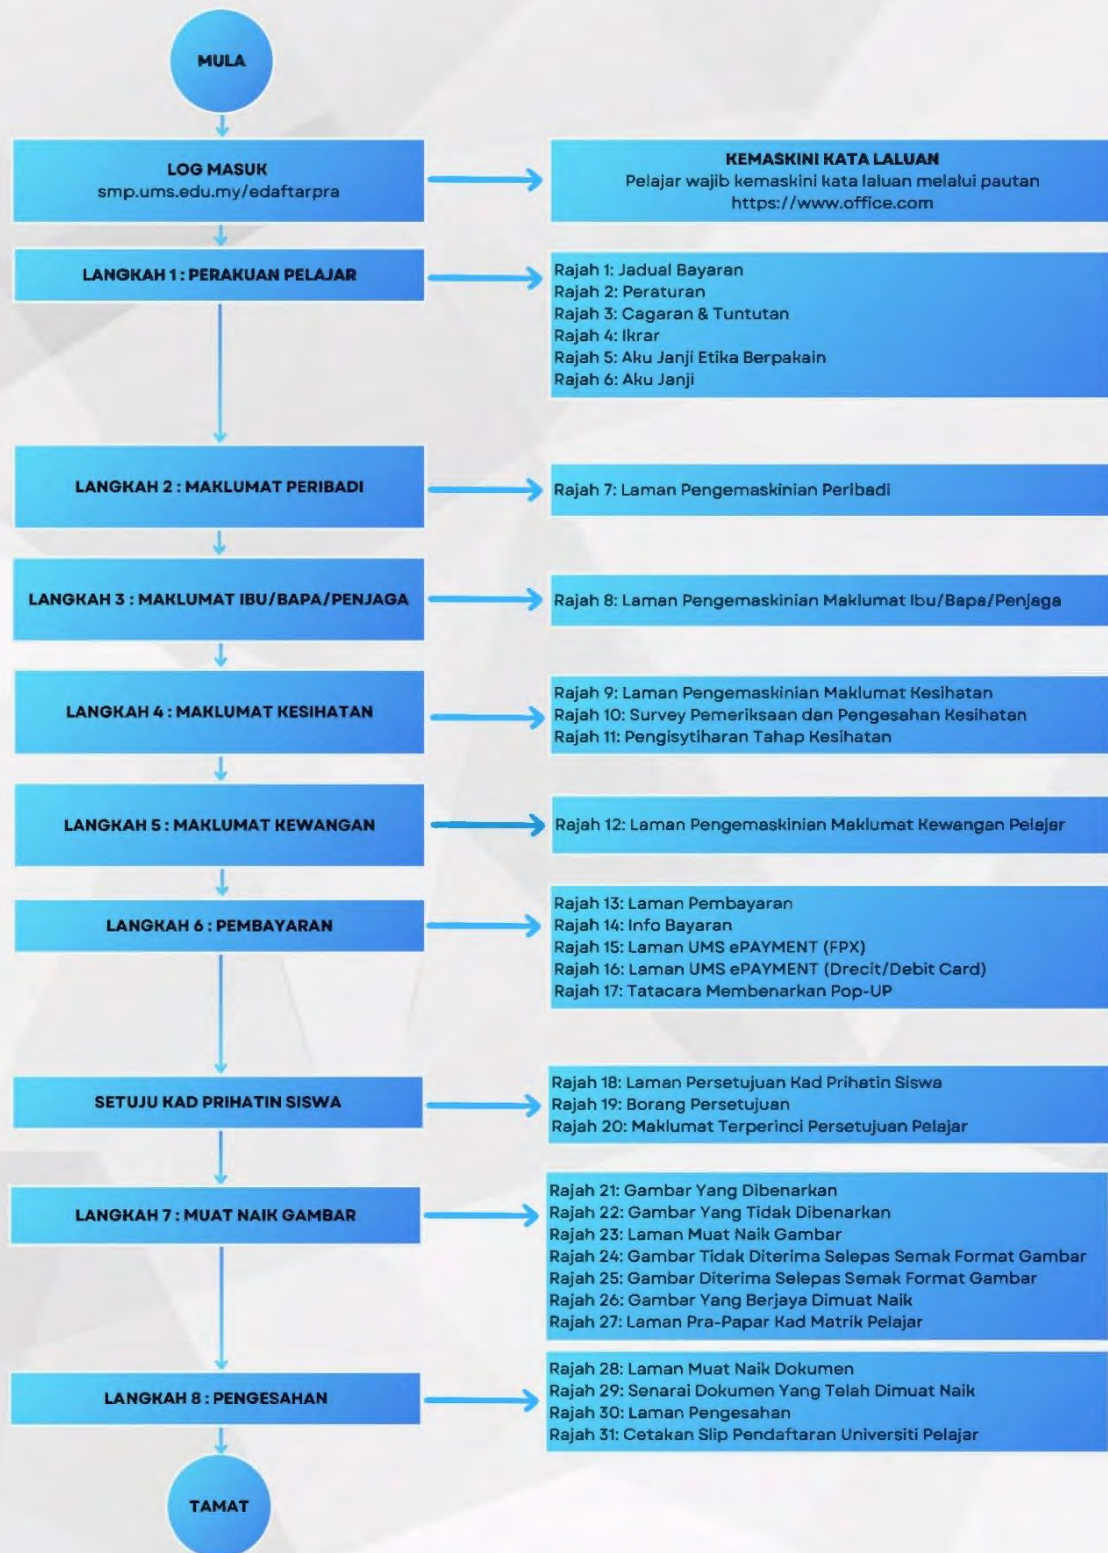 MULA
LOG MASUK
smp.ums.edu.my/edaftarpra
KEMASKINI KATA LALUAN
Pelajar wajib kemaskini kata laluan melalui pautan
https://www.office.com
LANGKAH 1 : PERAKUAN PELAJAR
Rajah 1: Jadual Bayaran
Rajah 2: Peraturan
Rajah 3: Cagaran & Tuntutan
Rajah 4: Ikrar
Rajah 5: Aku Janji Etika Berpakain
Rajah 6: Aku Janji
LANGKAH 2 : MAKLUMAT PERIBADI
Rajah 7: Laman Pengemaskinian Peribadi
LANGKAH 3 : MAKLUMAT IBU/BAPA/PENJAGA
Rajah 8: Laman Pengemaskinian Maklumat Ibu/Bapa/Penjaga
LANGKAH 4 : MAKLUMAT KESIHATAN
Rajah 9: Laman Pengemaskinian Maklumat Kesihatan
Rajah 10: Survey Pemeriksaan dan Pengesahan Kesihatan
Rajah 11: Pengisytiharan Tahap Kesihatan
LANGKAH 5 : MAKLUMAT KEWANGAN
Rajah 12: Laman Pengemaskinian Maklumat Kewangan Pelajar
LANGKAH 6 : PEMBAYARAN
Rajah 13: Laman Pembayaran
Rajah 14: Info Bayaran
Rajah 15: Laman UMS ePAYMENT (FPX)
Rajah 16: Laman UMS ePAYMENT (Drecit/Debit Card)
Rajah 17: Tatacara Membenarkan Pop-UP
SETUJU KAD PRIHATIN SISWA
Rajah 18: Laman Persetujuan Kad Prihatin Siswa
Rajah 19: Borang Persetujuan
Rajah 20: Maklumat Terperinci Persetujuan Pelajar
LANGKAH 7 : MUAT NAIK GAMBAR
Rajah 21: Gambar Yang Dibenarkan
Rajah 22: Gambar Yang Tidak Dibenarkan
Rajah 23: Laman Muat Naik Gambar
Rajah 24: Gambar Tidak Diterima Selepas Semak Format Gambar
Rajah 25: Gambar Diterima Selepas Semak Format Gambar
Rajah 26: Gambar Yang Berjaya Dimuat Naik
Rajah 27: Laman Pra-Papar Kad Matrik Pelajar
LANGKAH 8 : PENGESAHAN
Rajah 28: Laman Muat Naik Dokumen
Rajah 29: Senarai Dokumen Yang Telah Dimuat Naik
Rajah 30: Laman Pengesahan
Rajah 31: Cetakan Slip Pendaftaran Universiti Pelajar
TAMAT